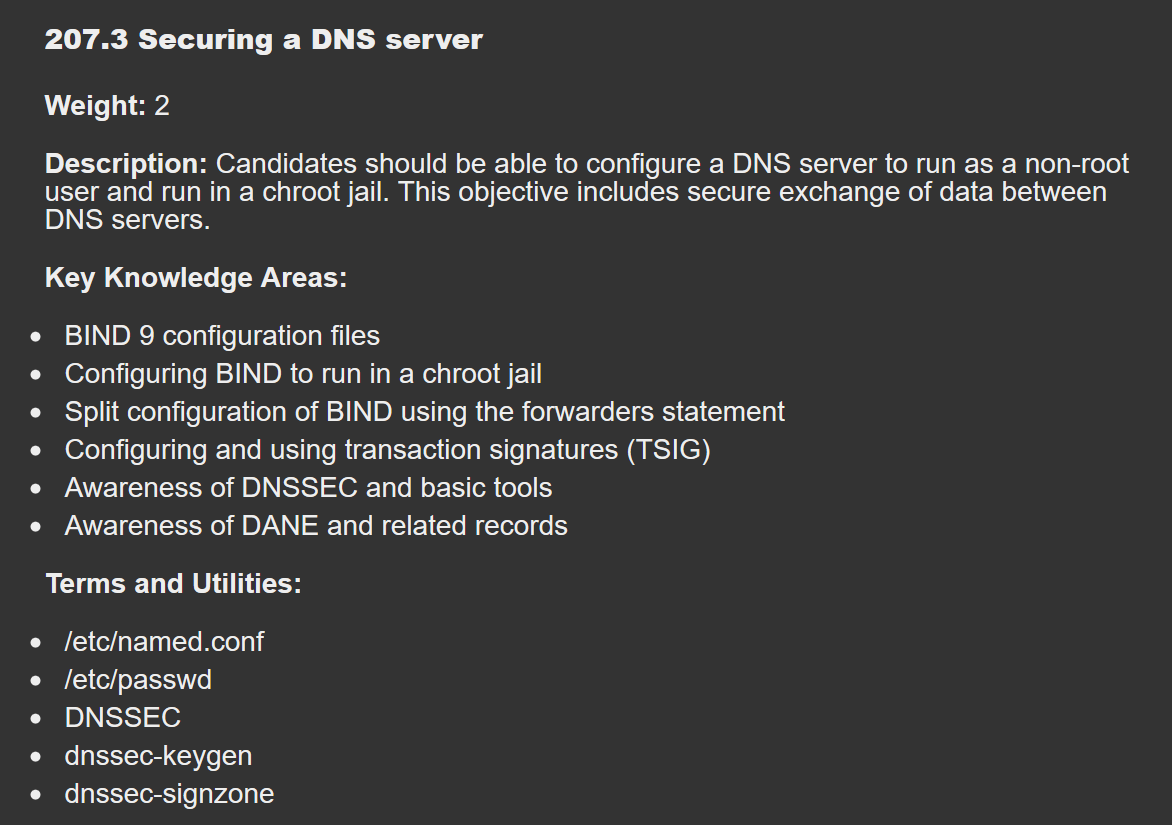 207.3 Securing a DNS server
Weight: 2
Description: Candidates should be able to configure a DNS server to run as a non-root
user and run in a chroot jail. This objective includes secure exchange of data between
DNS servers.
Key Knowledge Areas:
• BIND 9 configuration files
• Configuring BIND to run in a chroot jail
• Split configuration of BIND using the forwarders statement
• Configuring and using transaction signatures (TSIG)
• Awareness of DNSSEC and basic tools
• Awareness of DANE and related records
Terms and Utilities:
• /etc/named.conf
• /etc/passwd
• DNSSEC
• dnssec-keygen
• dnssec-signzone